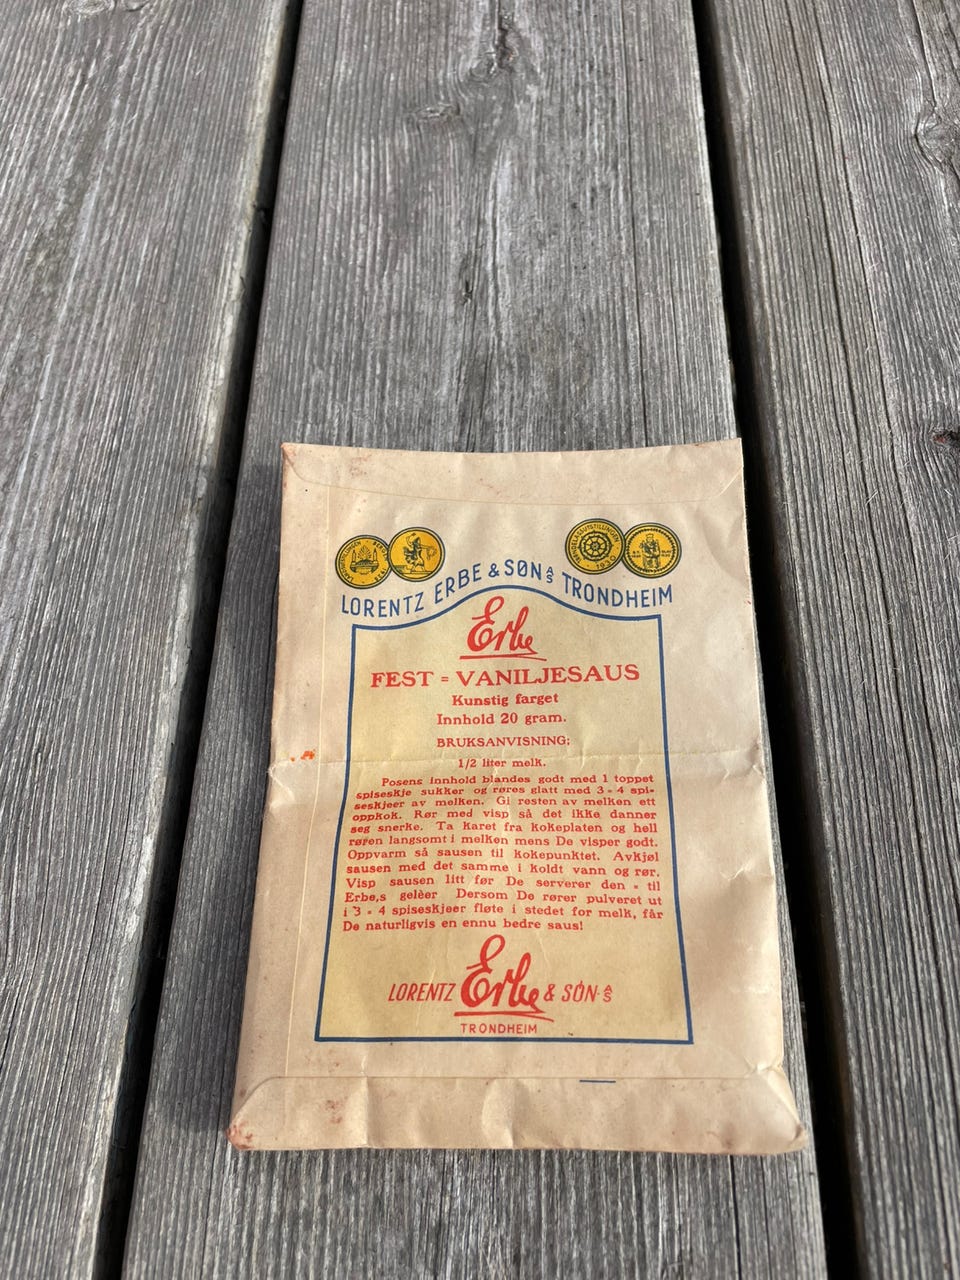 LORENTZ ERBE & SØN A/S TRONDHEIM
Erbe
FEST = VANILJESAUS
Kunstig farget
Innhold 20 gram.
BRUKSANVISNING:
1/2 liter melk.
Posens innhold blandes godt med 1 toppet
spiseskje sukker og røres glatt med 3 - 4 spi-
seskjeer av melken. Gi resten av melken ett
oppkok. Rør med visp så det ikke danner
seg snerke. Ta karet fra kokeplaten og hell
røren langsomt i melken mens De visper godt.
Oppvarm så sausen til kokepunktet. Avkjøl
sausen med det samme i koldt vann og rør.
Visp sausen litt før De serverer den - til
Erbe,s gelèer Dersom De rører pulveret ut
i 3 - 4 spiseskjeer fløte i stedet for melk, får
De naturligvis en ennu bedre saus!
LORENTZ Erbe & SØN A/S
TRONDHEIM